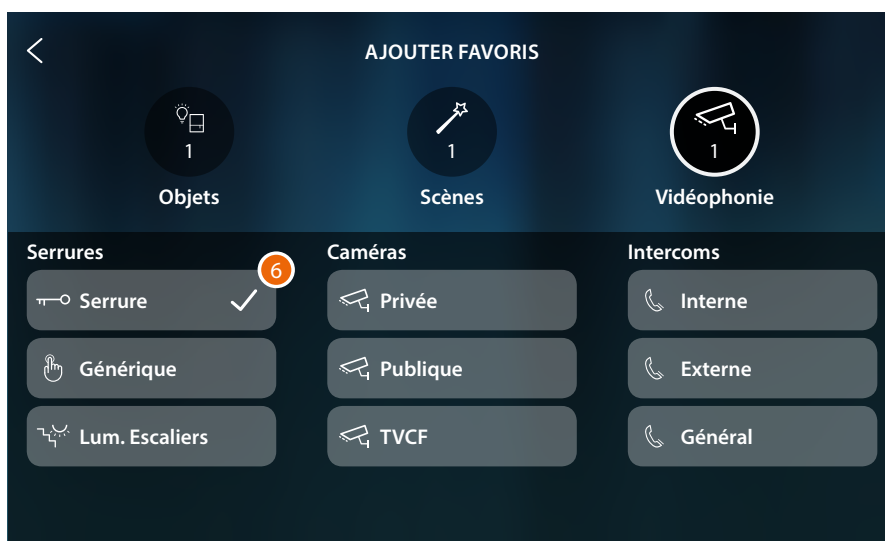 AJOUTER FAVORIS
1
1
1
Objets
Scènes
Vidéophonie
Serrures
Caméras
Intercoms
6
Serrure
Privée
Interne
Générique
Publique
Externe
Lum. Escaliers
TVCF
Général